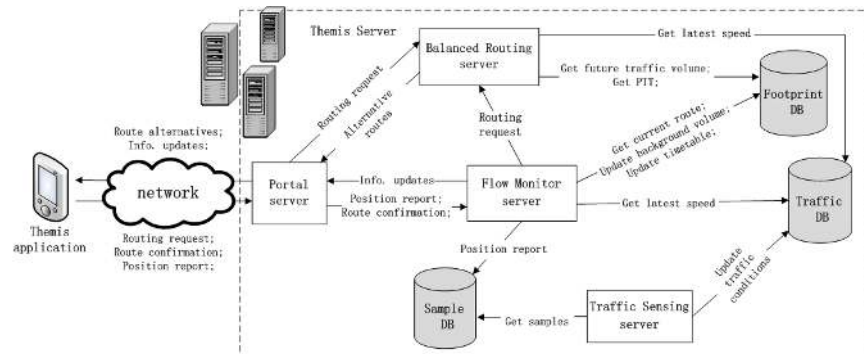 Themis Server
Balanced Routing
server
Get latest speed
Get future traffic volume;
Get PTT;
Footprint
DB
Routing request
Alternative
routes
Routing
request
Get current route;
Update background volume;
Update timetable;
Route alternatives;
Info. updates;
network
Themis
application
Routing request;
Route confirmation;
Position report;
Portal
server
Info. updates
Position report;
Route confirmation;
Flow Monitor
server
Get latest speed
Traffic
DB
Position report
Update
traffic
conditions
Sample
DB
Get samples
Traffic Sensing
server